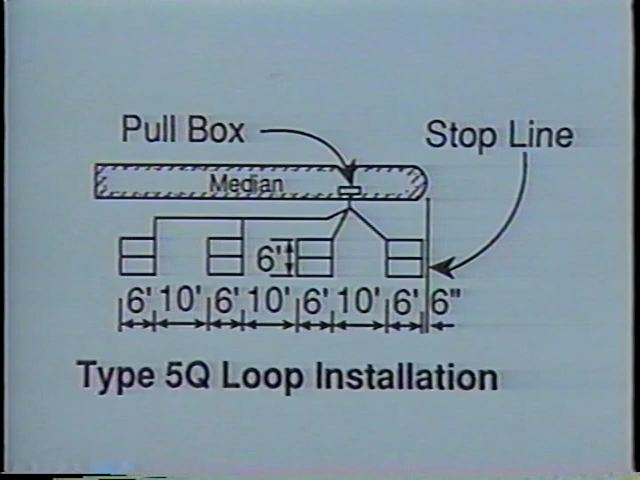 Pull Box
Stop Line
Median
6'
6' 10' 6' 10' 6' 10' 6' 6"
Type 5Q Loop Installation